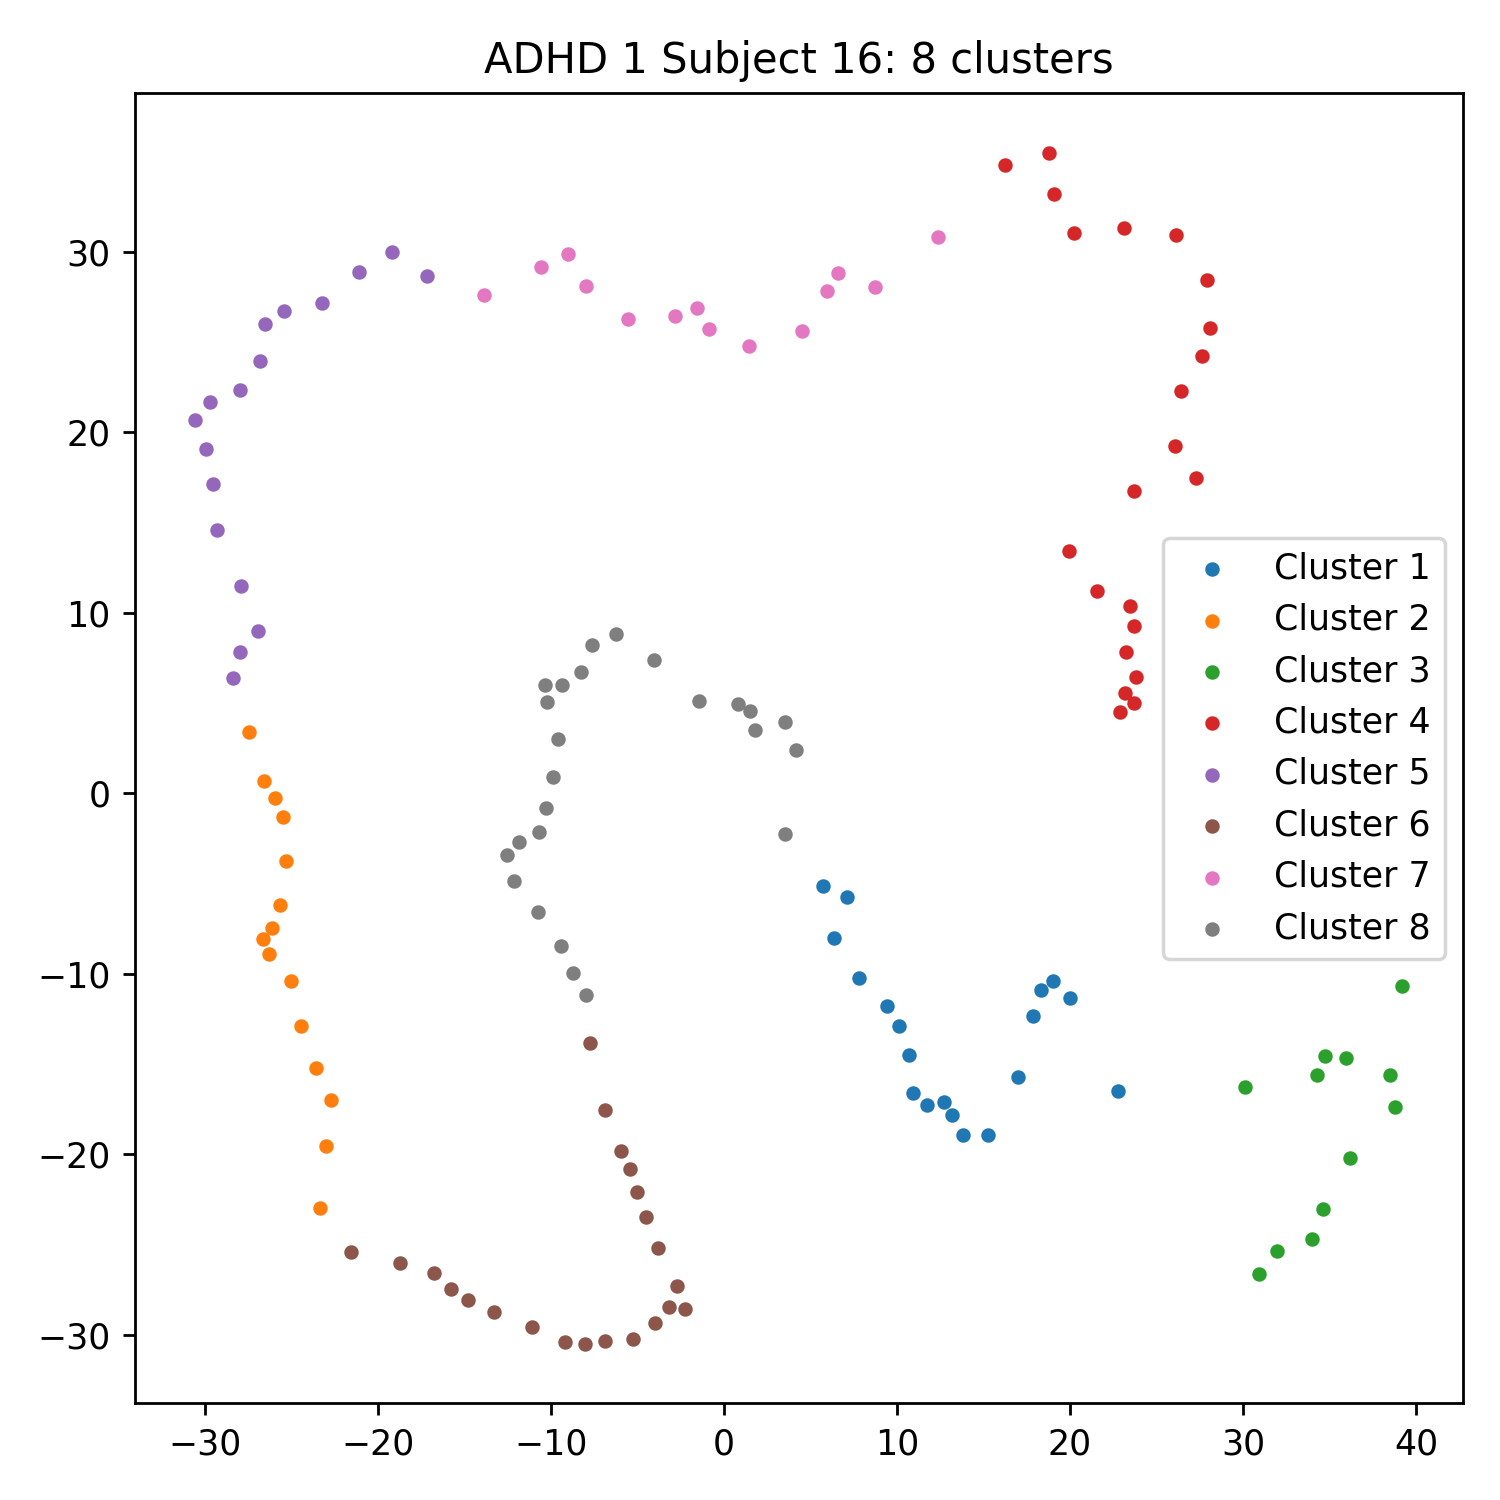 ADHD 1 Subject 16: 8 clusters
30
20
10
0
−10
−20
−30
Cluster 1
Cluster 2
Cluster 3
Cluster 4
Cluster 5
Cluster 6
Cluster 7
Cluster 8
−30 −20 −10 0 10 20 30 40